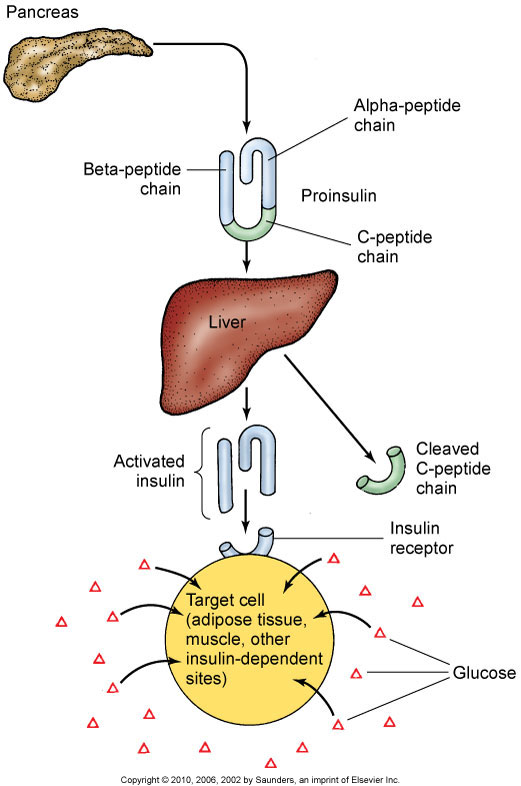 Pancreas
Alpha-peptide
chain
Beta-peptide
chain
Proinsulin
C-peptide
chain
Liver
Activated
insulin
Cleaved
C-peptide
chain
Insulin
receptor
Target cell
(adipose tissue,
muscle, other
insulin-dependent
sites)
Glucose
Copyright © 2010, 2006, 2002 by Saunders, an imprint of Elsevier Inc.